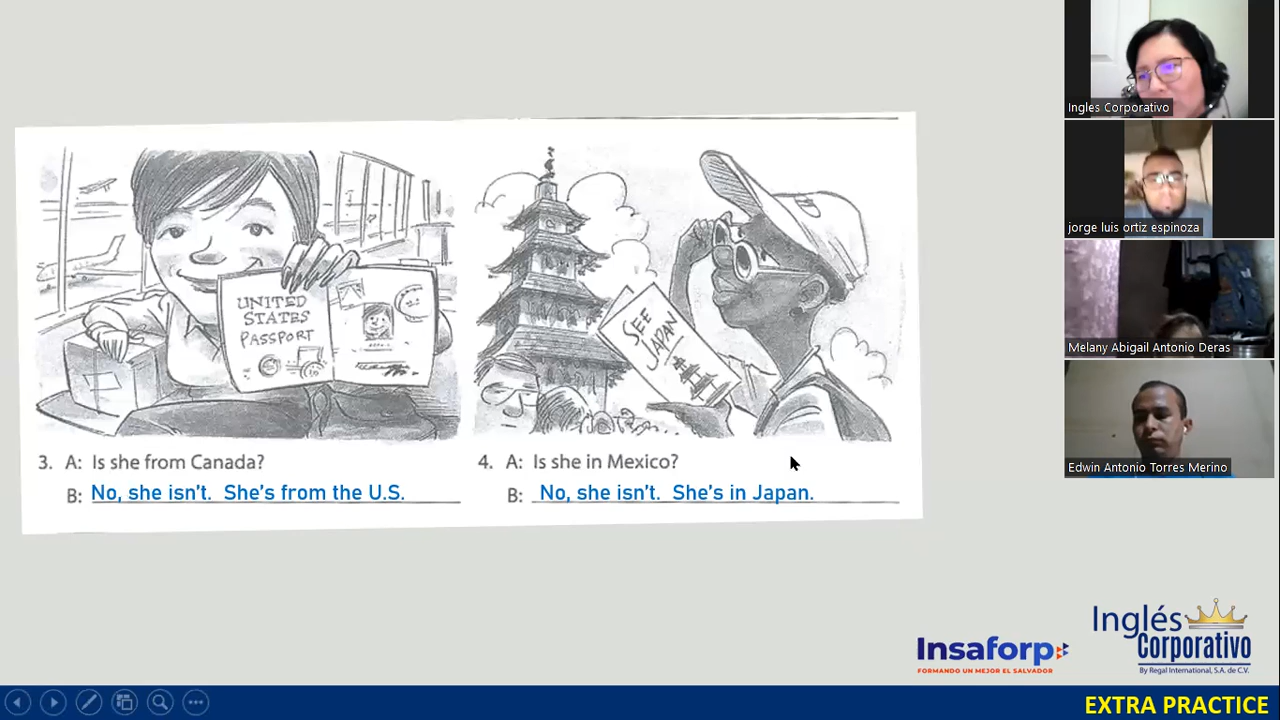 UNITED
STATES
PASSPORT
SEE
JAPAN
3. A: Is she from Canada?
B: No, she isn't. She's from the U.S.
4. A: Is she in Mexico?
B: No, she isn't. She's in Japan.
Ingles Corporativo
jorge luis ortiz espinoza
Melany Abigail Antonio Deras
Edwin Antonio Torres Merino
Insaforp
FORMANDO UN MEJOR EL SALVADOR
Inglés
Corporativo
By Regal International, S.A. de C.V.
EXTRA PRACTICE